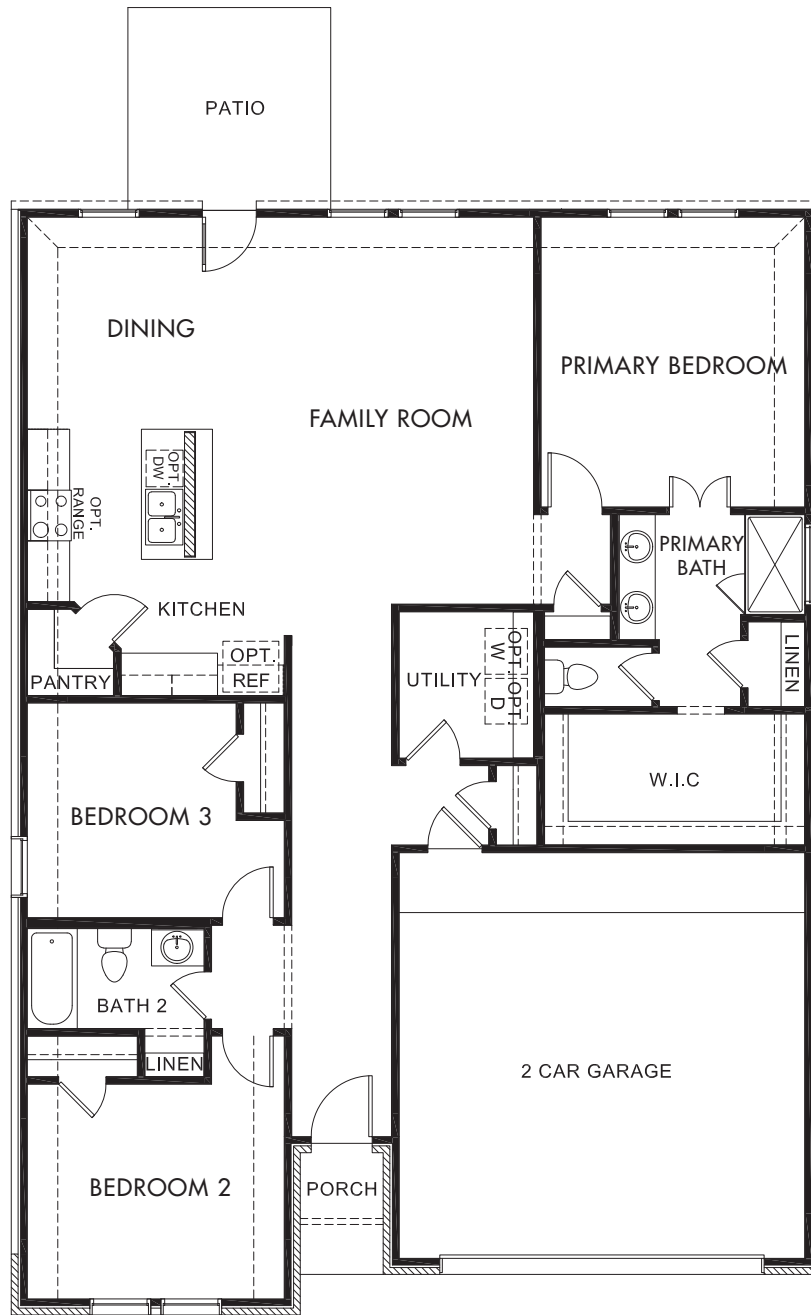 PATIO
DINING
FAMILY ROOM
PRIMARY BEDROOM
OPT.
DW
OPT.
RANGE
PRIMARY
BATH
KITCHEN
OPT.
REF
PANTRY
UTILITY
OPT.
W
OPT.
D
LINEN
W.I.C
BEDROOM 3
BATH 2
LINEN
2 CAR GARAGE
BEDROOM 2
PORCH